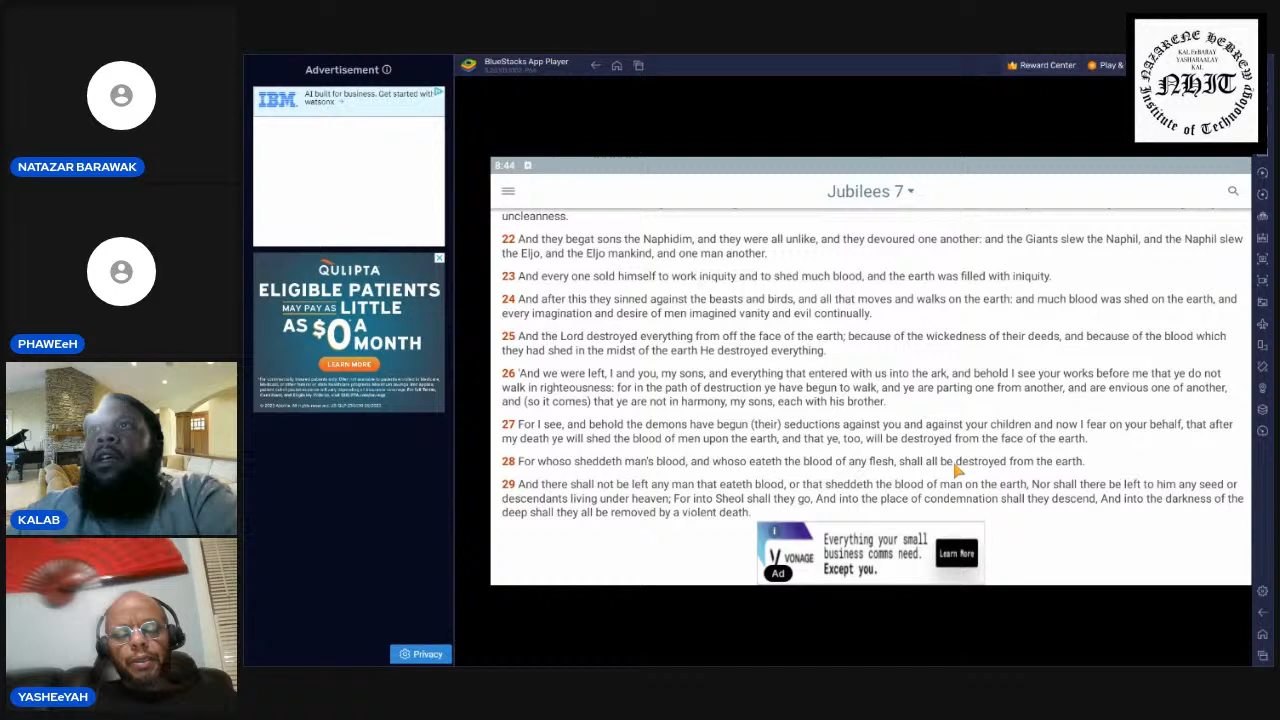 NATAZAR BARAWAK
PHAWEeH
KALAB
YASHEeYAH
Advertisement
IBM.
AI built for business. Get started with
watsonx →
QULIPTA
ELIGIBLE PATIENTS
MAY PAY AS LITTLE
AS $0 A
MONTH
LEARN MORE
Privacy
BlueStacks App Player
Reward Center
Play &
NAZARENE HEBREW
KAL EeBARAY
YASHARAALAY
KAL
NHIT
Institute of Technology
8:44
Jubilees 7
uncleanness.
22 And they begat sons the Naphidim, and they were all unlike, and they devoured one another: and the Giants slew the Naphil, and the Naphil slew
the Eljo, and the Eljo mankind, and one man another.
23 And every one sold himself to work iniquity and to shed much blood, and the earth was filled with iniquity.
24 And after this they sinned against the beasts and birds, and all that moves and walks on the earth: and much blood was shed on the earth, and
every imagination and desire of men imagined vanity and evil continually.
25 And the Lord destroyed everything from off the face of the earth; because of the wickedness of their deeds, and because of the blood which
they had shed in the midst of the earth He destroyed everything.
26 'And we were left, I and you, my sons, and everything that entered with us into the ark, and behold I see your works before me that ye do not
walk in righteousness: for in the path of destruction ye have begun to walk, and ye are parting one from another, and are envious one of another,
and (so it comes) that ye are not in harmony, my sons, each with his brother.
27 For I see, and behold the demons have begun (their) seductions against you and against your children and now I fear on your behalf, that after
my death ye will shed the blood of men upon the earth, and that ye, too, will be destroyed from the face of the earth.
28 For whoso sheddeth man's blood, and whoso eateth the blood of any flesh, shall all be destroyed from the earth.
29 And there shall not be left any man that eateth blood, or that sheddeth the blood of man on the earth, Nor shall there be left to him any seed or
descendants living under heaven; For into Sheol shall they go, And into the place of condemnation shall they descend, And into the darkness of the
deep shall they all be removed by a violent death.
VONAGE
Ad
Everything your small
business comms need.
Except you.
Learn More